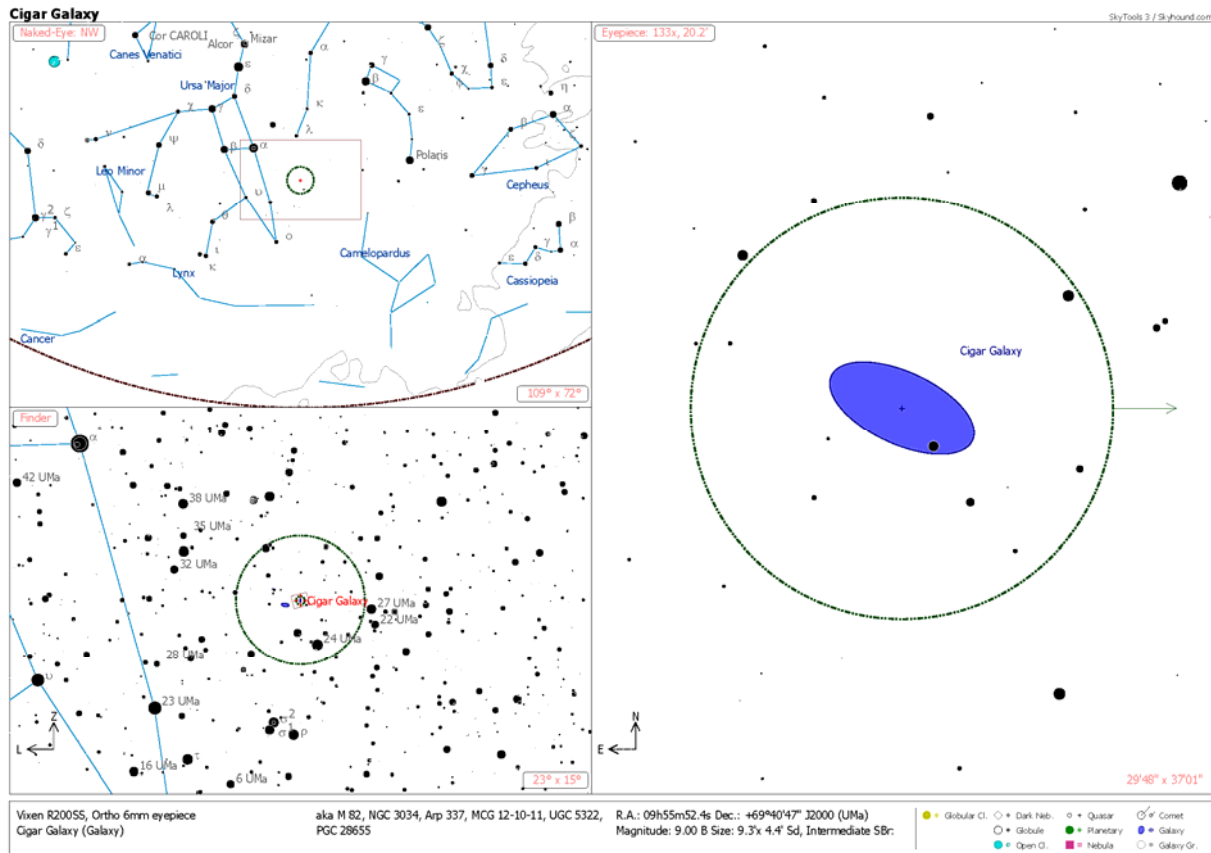 Cigar Galaxy
SkyTools 3 / Skyhound.com
Naked-Eye: NW
Cor CAROLI
Canes Venatici
Alcor
Mizar
ζ
ε
Ursa Major
δ
χ
γ
ν
ψ
β
α
α
κ
λ
γ
β
ε
Polaris
ζ
δ
χ
ε
η
α
β
ζ
γ
ι
Cepheus
δ
Leo Minor
μ
λ
υ
θ
ο
ι
κ
γ 2
γ 1
ζ
ε
α
Lynx
Camelopardus
β
γ
δ
α
ε
Cassiopeia
Cancer
109° x 72°
Finder
α
42 UMa
38 UMa
35 UMa
32 UMa
Cigar Galaxy
27 UMa
22 UMa
24 UMa
28 UMa
υ
23 UMa
Z
L
σ 2
σ 1
ρ
τ
16 UMa
6 UMa
23° x 15°
Eyepiece: 133x, 20.2'
Cigar Galaxy
N
E
29'48" x 37'01"
Vixen R200SS, Ortho 6mm eyepiece
Cigar Galaxy (Galaxy)
aka M 82, NGC 3034, Arp 337, MCG 12-10-11, UGC 5322,
PGC 28655
R.A.: 09h55m52.4s Dec.: +69°40'47" J2000 (UMa)
Magnitude: 9.00 B Size: 9.3'x 4.4' Sd, Intermediate SBr:
Globular Cl.
Dark Neb.
Quasar
Comet
Globule
Planetary
Galaxy
Open Cl.
Nebula
Galaxy Gr.